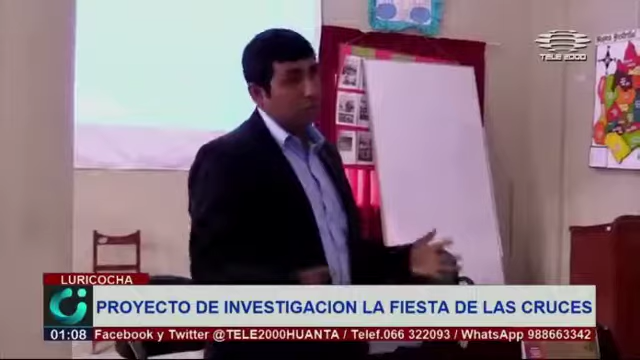 TELE 2000
LURICOCHA
PROYECTO DE INVESTIGACION LA FIESTA DE LAS CRUCES
01:08 Facebook y Twitter @TELE2000HUANTA / Telef.066 322093 / WhatsApp 988663342